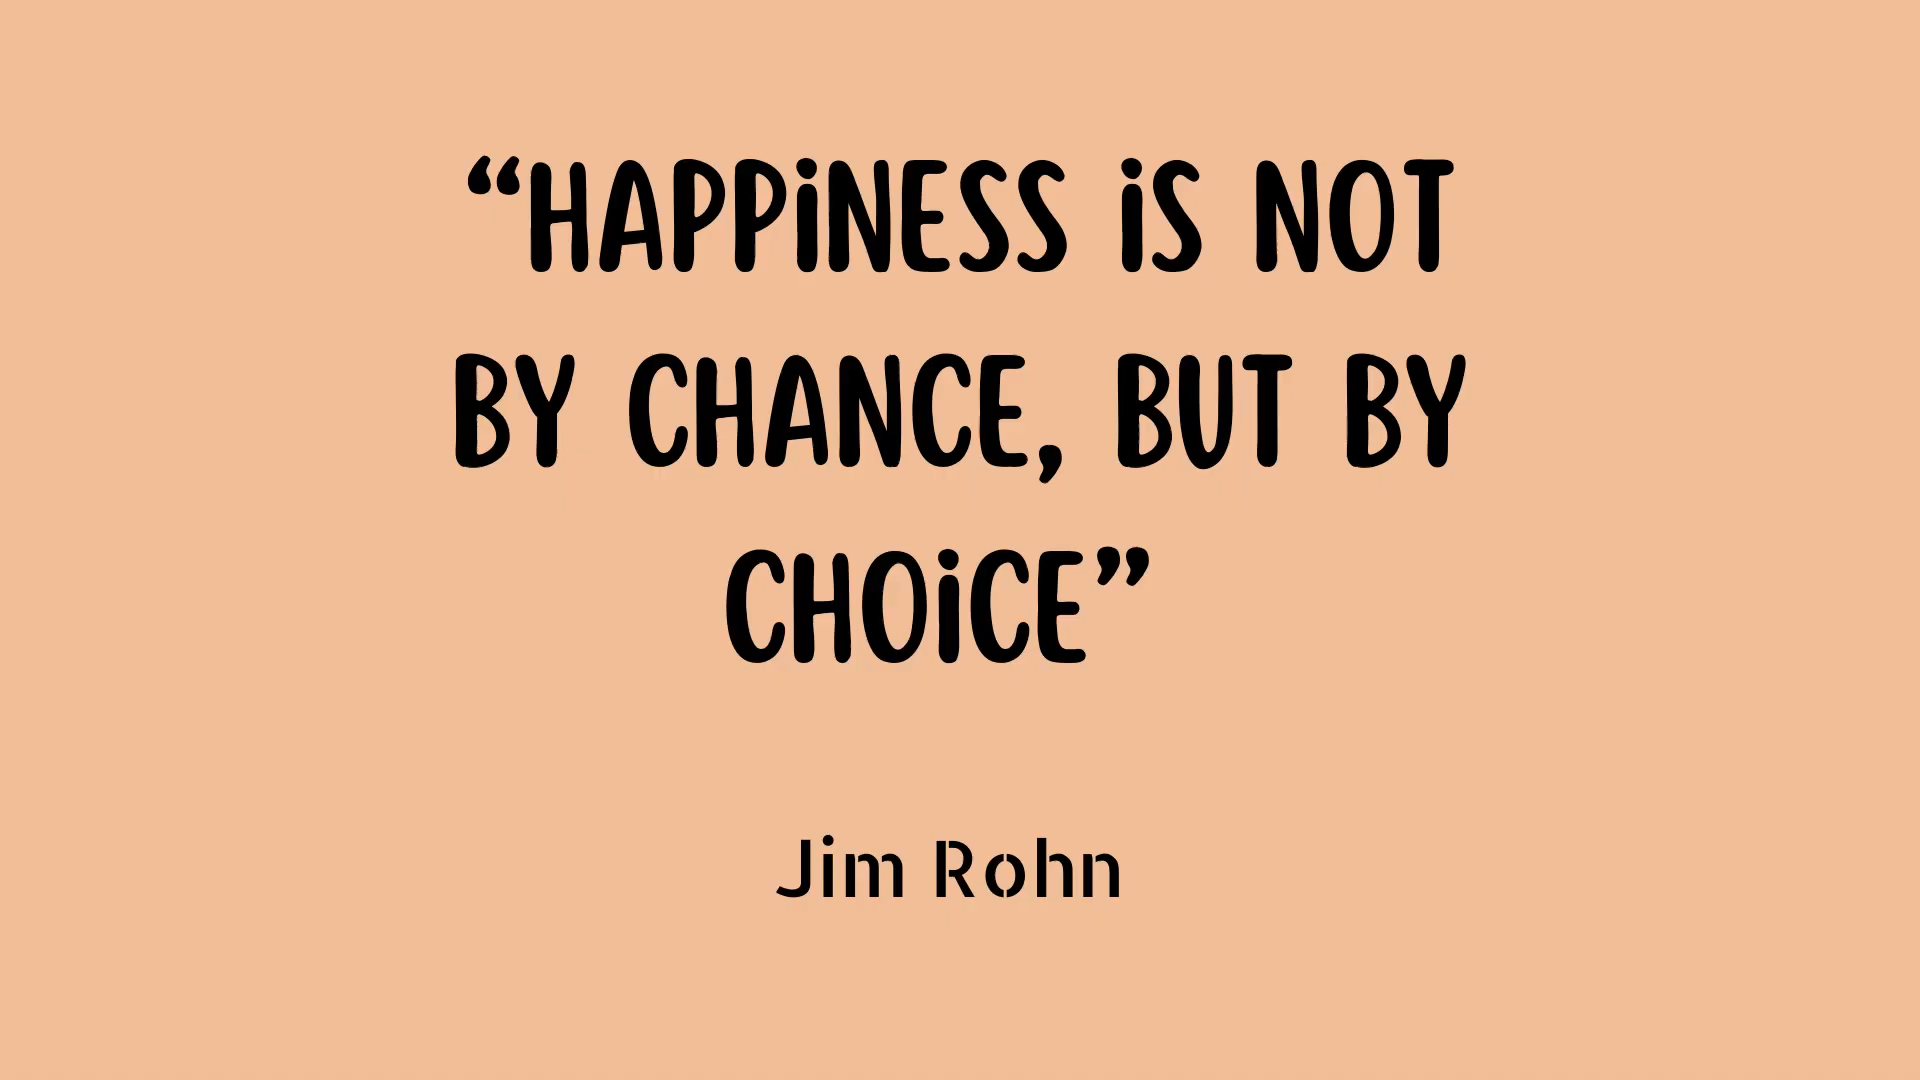 “HAPPiNESS iS NOT
BY CHANCE, BUT BY
CHOiCE”
Jim Rohn